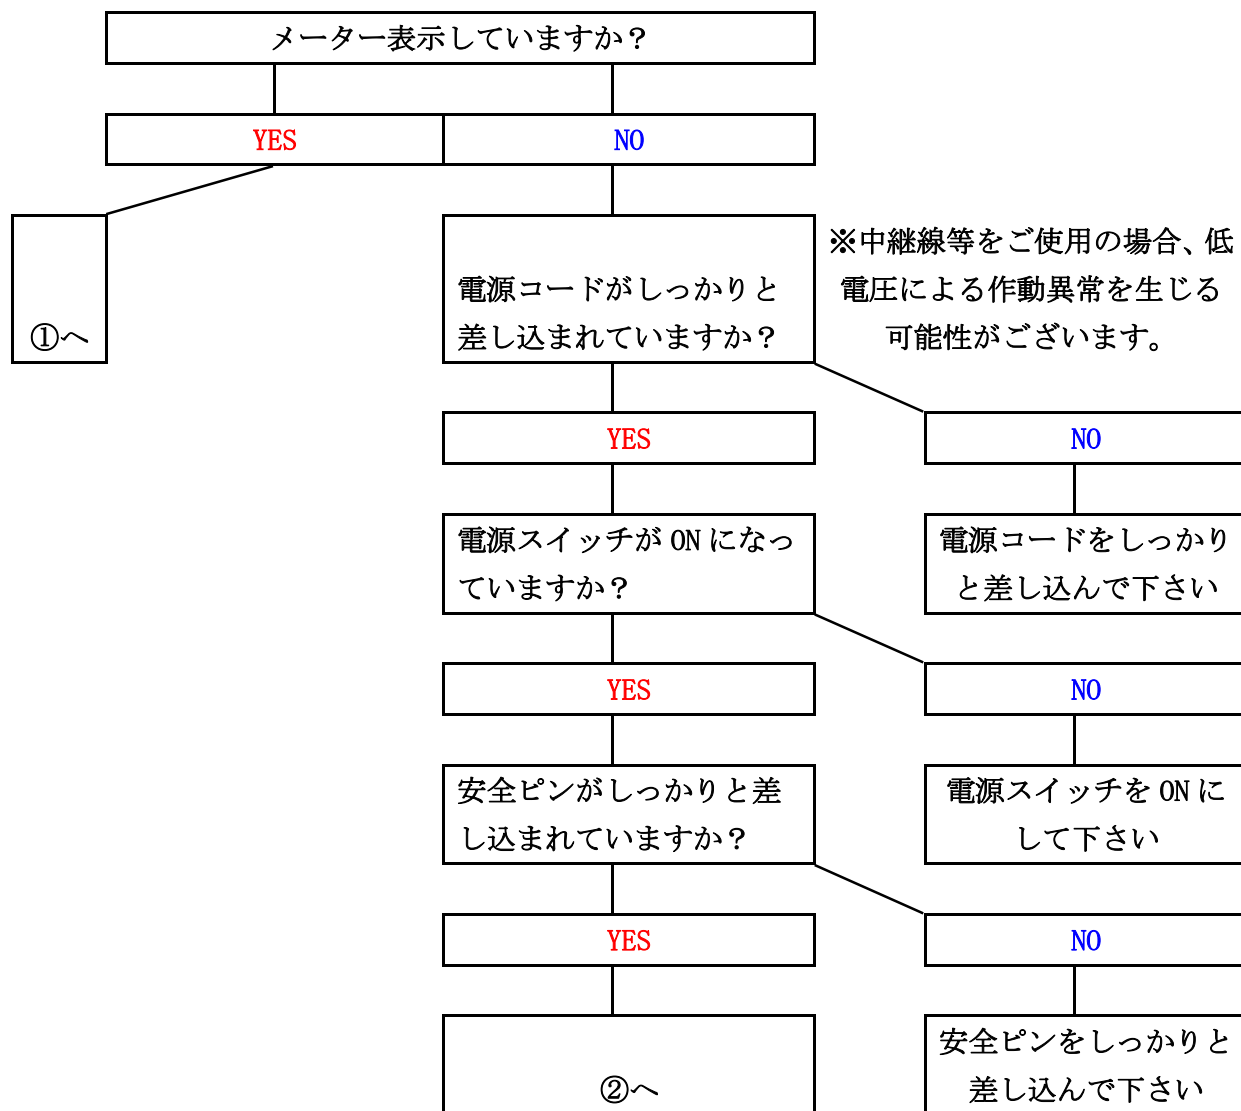 メーター表示していますか？
YES
NO
①へ
電源コードがしっかりと
差し込まれていますか？
※中継線等をご使用の場合、低
電圧による作動異常を生じる
可能性がございます。
YES
NO
電源スイッチが ON になっ
ていますか？
電源コードをしっかり
と差し込んで下さい
YES
NO
安全ピンがしっかりと差
し込まれていますか？
電源スイッチを ON に
して下さい
YES
NO
②へ
安全ピンをしっかりと
差し込んで下さい